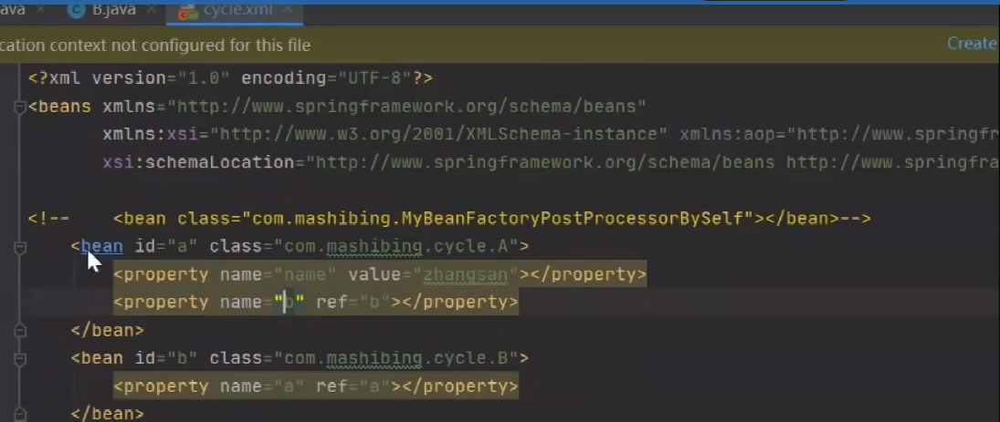 ava B.java cycle.xml
cation context not configured for this file Create
<?xml version="1.0" encoding="UTF-8"?>
<beans xmlns="http://www.springframework.org/schema/beans"
xmlns:xsi="http://www.w3.org/2001/XMLSchema-instance" xmlns:aop="http://www.springfr
xsi:schemaLocation="http://www.springframework.org/schema/beans http://www.springfra
<!-- <bean class="com.mashibing.MyBeanFactoryPostProcessorBySelf"></bean>-->
<bean id="a" class="com.mashibing.cycle.A">
<property name="name" value="zhangsan"></property>
<property name="b" ref="b"></property>
</bean>
<bean id="b" class="com.mashibing.cycle.B">
<property name="a" ref="a"></property>
</bean>